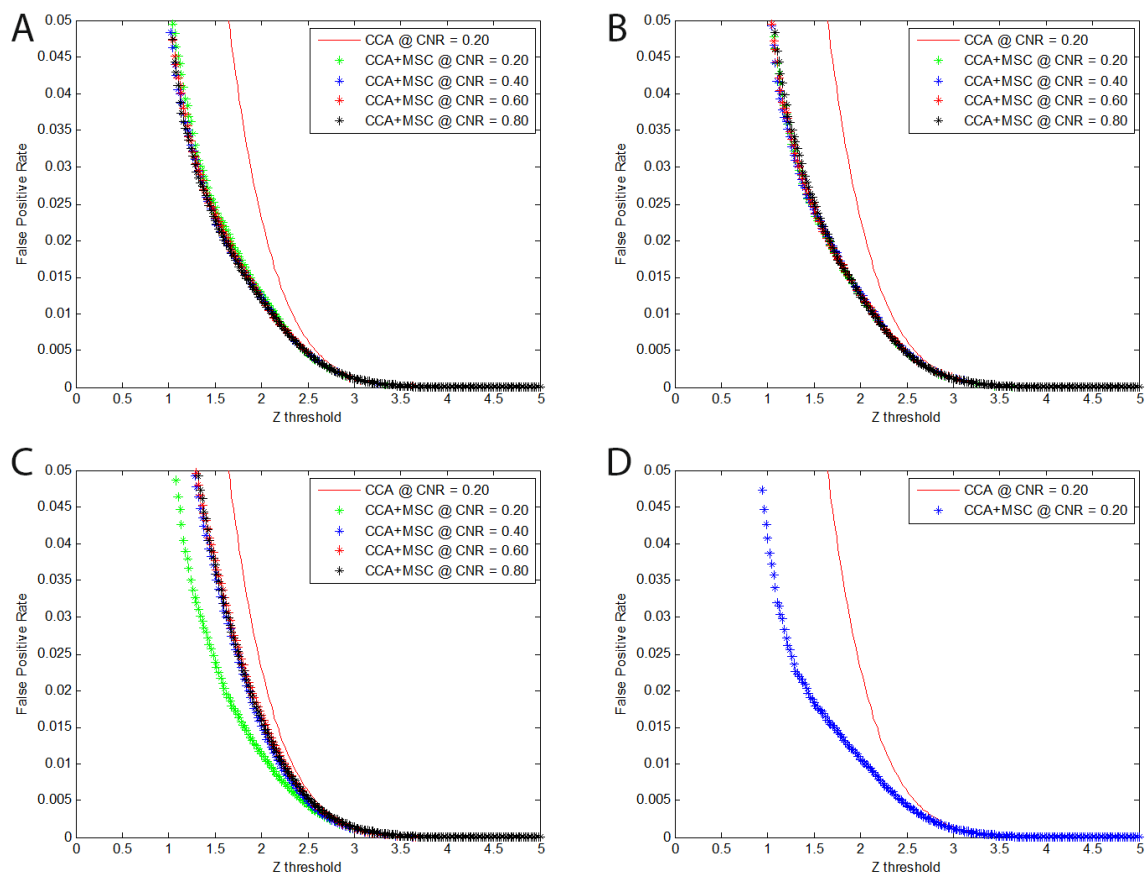 A
0.05
0.045
0.04
0.035
0.03
0.025
0.02
0.015
0.01
0.005
0
False Positive Rate
CCA @ CNR = 0.20
CCA+MSC @ CNR = 0.20
CCA+MSC @ CNR = 0.40
CCA+MSC @ CNR = 0.60
CCA+MSC @ CNR = 0.80
0 0.5 1 1.5 2 2.5 3 3.5 4 4.5 5
Z threshold
B
0.05
0.045
0.04
0.035
0.03
0.025
0.02
0.015
0.01
0.005
0
False Positive Rate
CCA @ CNR = 0.20
CCA+MSC @ CNR = 0.20
CCA+MSC @ CNR = 0.40
CCA+MSC @ CNR = 0.60
CCA+MSC @ CNR = 0.80
0 0.5 1 1.5 2 2.5 3 3.5 4 4.5 5
Z threshold
C
0.05
0.045
0.04
0.035
0.03
0.025
0.02
0.015
0.01
0.005
0
False Positive Rate
CCA @ CNR = 0.20
CCA+MSC @ CNR = 0.20
CCA+MSC @ CNR = 0.40
CCA+MSC @ CNR = 0.60
CCA+MSC @ CNR = 0.80
0 0.5 1 1.5 2 2.5 3 3.5 4 4.5 5
Z threshold
D
0.05
0.045
0.04
0.035
0.03
0.025
0.02
0.015
0.01
0.005
0
False Positive Rate
CCA @ CNR = 0.20
CCA+MSC @ CNR = 0.20
0 0.5 1 1.5 2 2.5 3 3.5 4 4.5 5
Z threshold